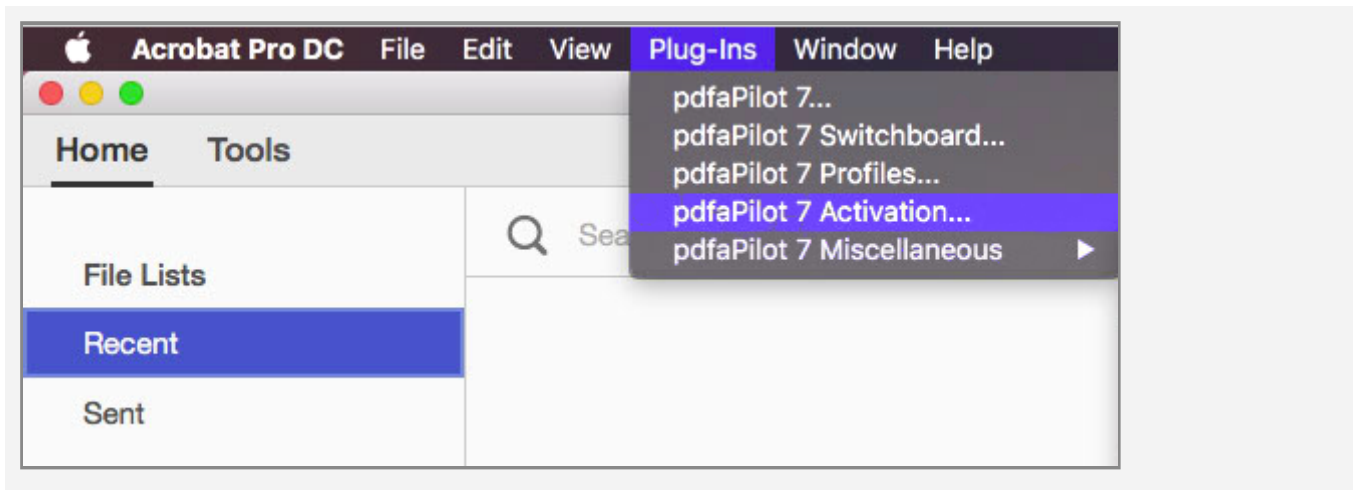 Acrobat Pro DC File Edit View Plug-Ins Window Help
pdfaPilot 7...
pdfaPilot 7 Switchboard...
pdfaPilot 7 Profiles...
pdfaPilot 7 Activation...
pdfaPilot 7 Miscellaneous
Home Tools
File Lists
Recent
Sent